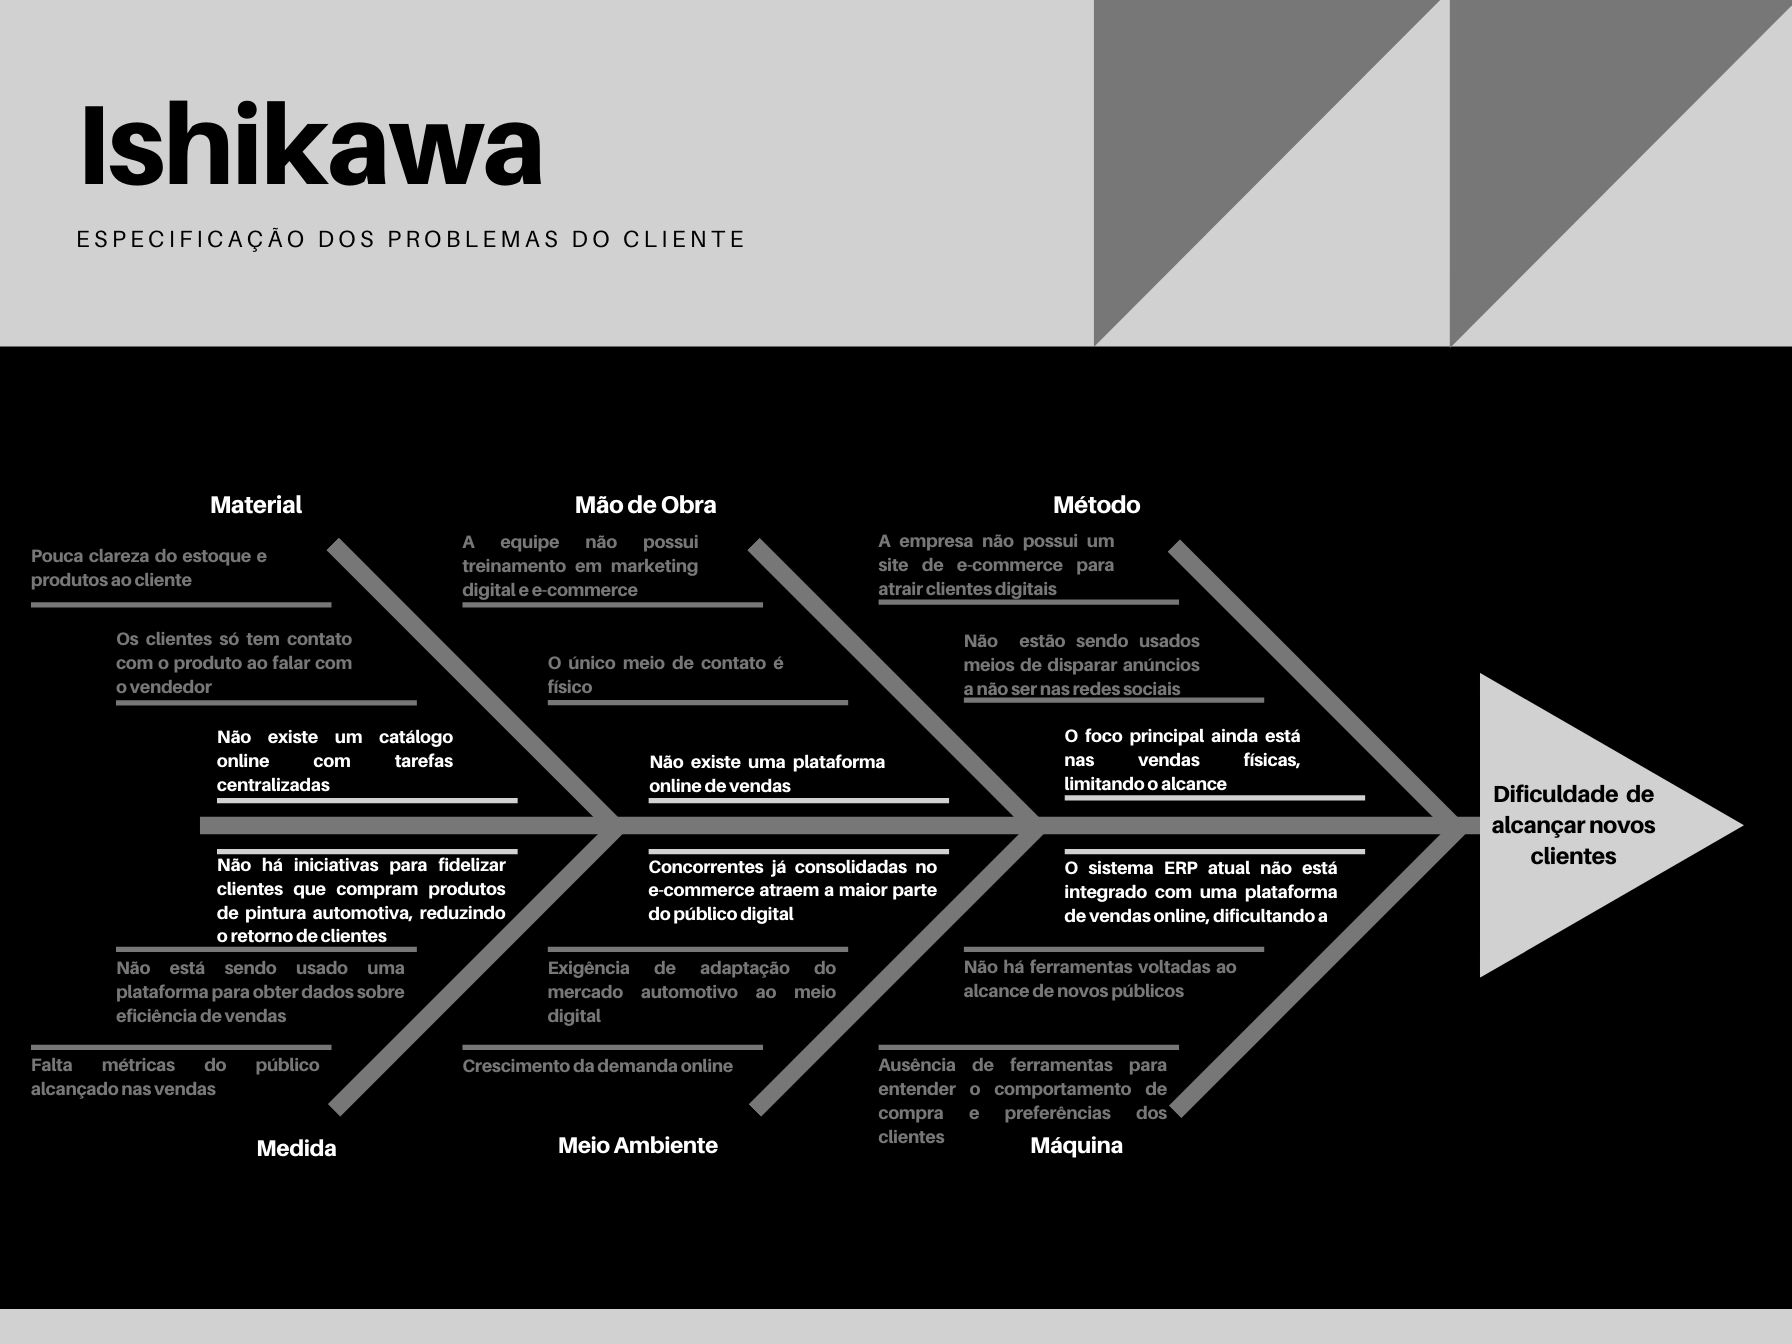 Ishikawa
ESPECIFICAÇÃO DOS PROBLEMAS DO CLIENTE
Material
Pouca clareza do estoque e
produtos ao cliente
Os clientes só tem contato
com o produto ao falar com
o vendedor
Não existe um catálogo
online com tarefas
centralizadas
Mão de Obra
A equipe não possui
treinamento em marketing
digital e e-commerce
O único meio de contato é
físico
Não existe uma plataforma
online de vendas
Método
A empresa não possui um
site de e-commerce para
atrair clientes digitais
Não estão sendo usados
meios de disparar anúncios
a não ser nas redes sociais
O foco principal ainda está
nas vendas físicas,
limitando o alcance
Dificuldade de
alcançar novos
clientes
Não há iniciativas para fidelizar
clientes que compram produtos
de pintura automotiva, reduzindo
o retorno de clientes
Não está sendo usado uma
plataforma para obter dados sobre
eficiência de vendas
Falta métricas do público
alcançado nas vendas
Medida
Concorrentes já consolidadas no
e-commerce atraem a maior parte
do público digital
Exigência de adaptação do
mercado automotivo ao meio
digital
Crescimento da demanda online
Meio Ambiente
O sistema ERP atual não está
integrado com uma plataforma
de vendas online, dificultando a
Não há ferramentas voltadas ao
alcance de novos públicos
Ausência de ferramentas para
entender o comportamento de
compra e preferências dos
clientes
Máquina